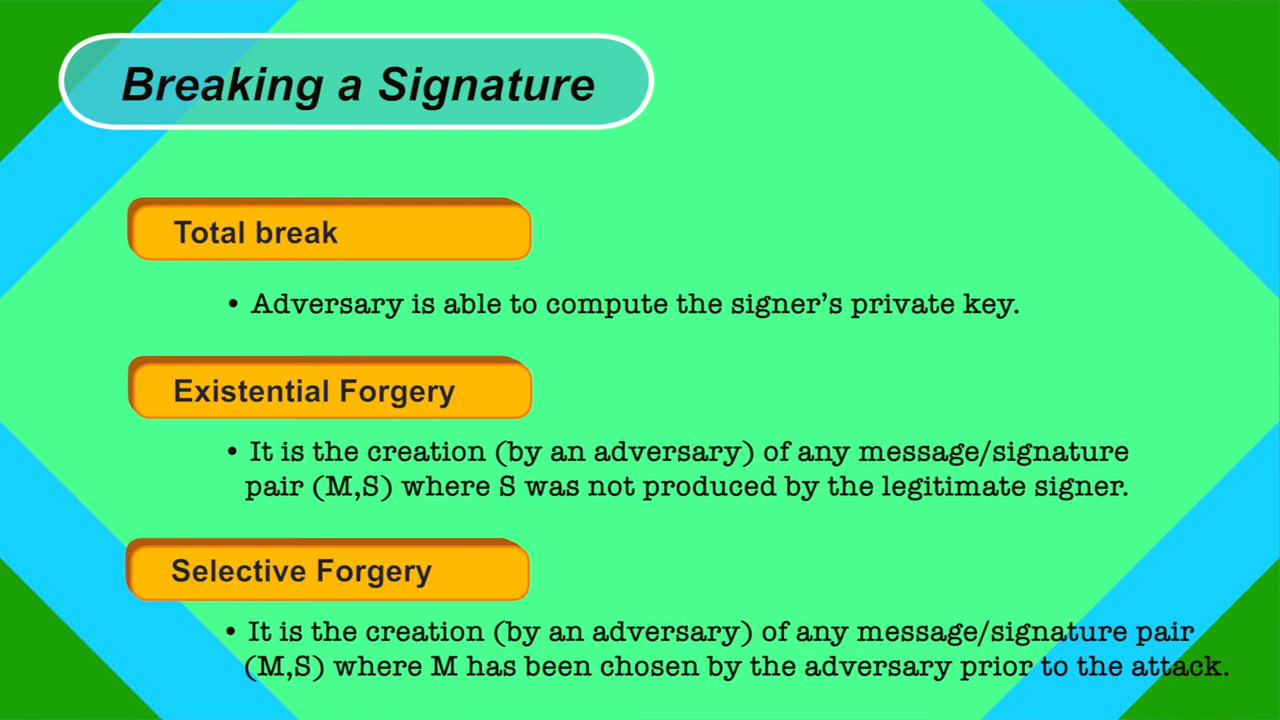 Breaking a Signature
Total break
• Adversary is able to compute the signer’s private key.
Existential Forgery
• It is the creation (by an adversary) of any message/signature
pair (M,S) where S was not produced by the legitimate signer.
Selective Forgery
• It is the creation (by an adversary) of any message/signature pair
(M,S) where M has been chosen by the adversary prior to the attack.